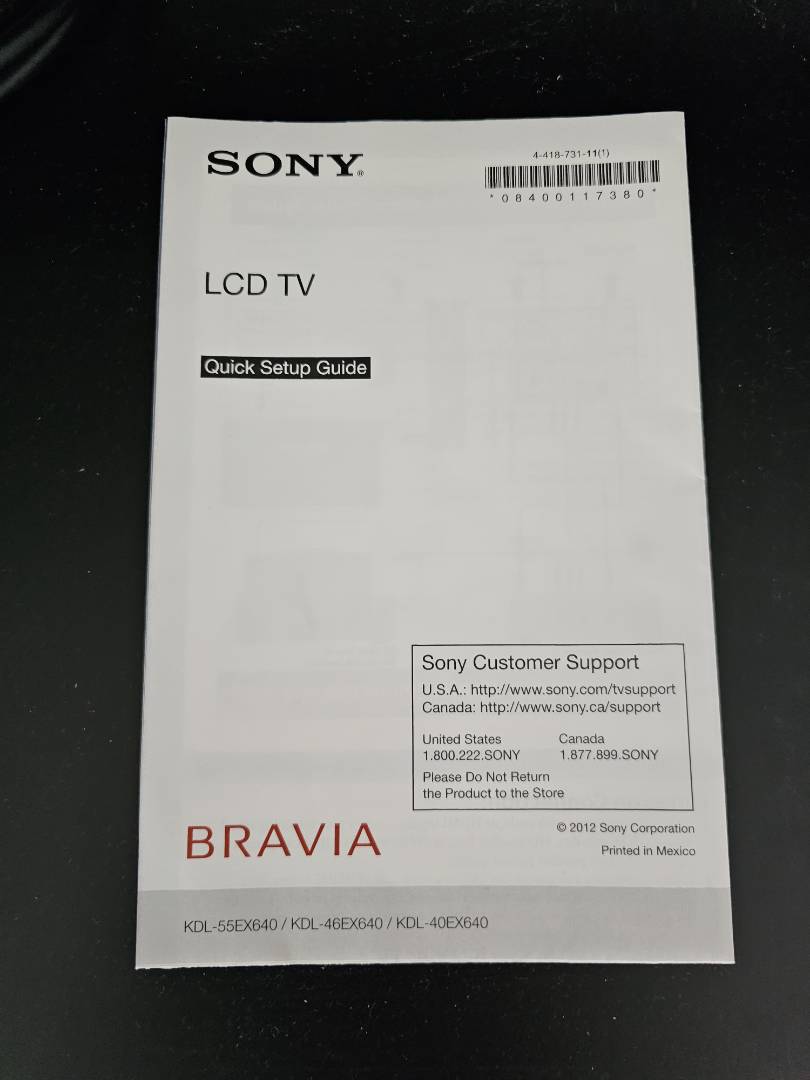 SONY®
4-418-731-11(1)
*08400117380*
LCD TV
Quick Setup Guide
Sony Customer Support
U.S.A.: http://www.sony.com/tvsupport
Canada: http://www.sony.ca/support
United States Canada
1.800.222.SONY 1.877.899.SONY
Please Do Not Return
the Product to the Store
BRAVIA
© 2012 Sony Corporation
Printed in Mexico
KDL-55EX640 / KDL-46EX640 / KDL-40EX640